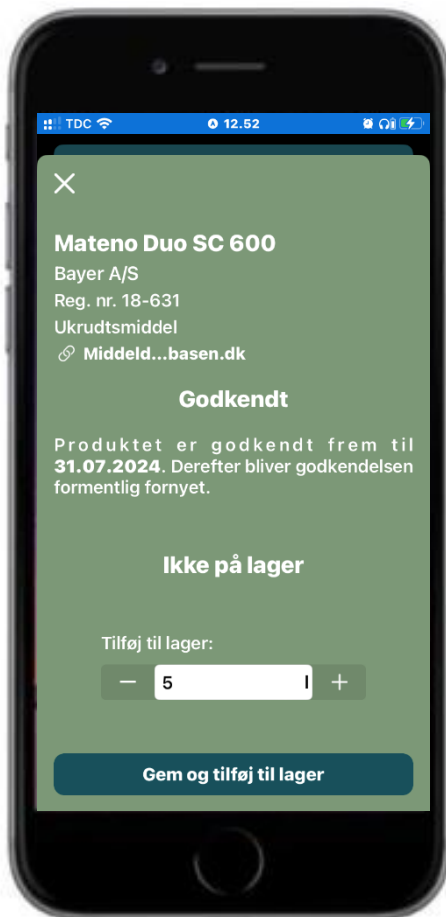 TDC 12.52
Mateno Duo SC 600
Bayer A/S
Reg. nr. 18-631
Ukrudtsmiddel
Middeld...basen.dk
Godkendt
Produktet er godkendt frem til
31.07.2024. Derefter bliver godkendelsen
formentlig fornyet.
Ikke på lager
Tilføj til lager:
− 5 l +
Gem og tilføj til lager